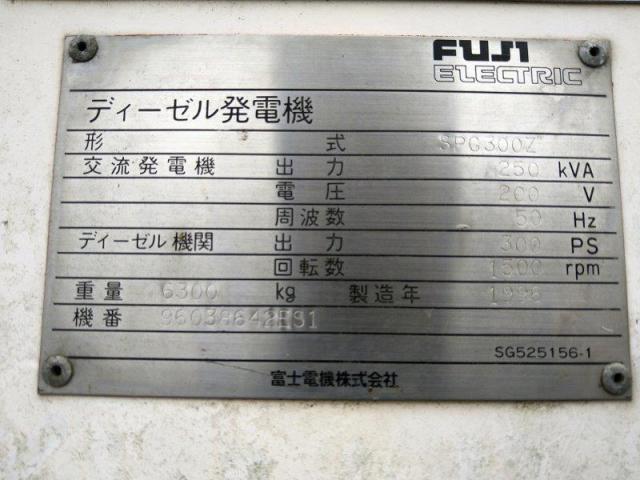 FUJI
ELECTRIC
ディーゼル発電機
形 式 SPG300Z
交流発電機 出 力 250 kVA
電 圧 200 V
周波数 50 Hz
ディーゼル機関 出 力 300 PS
回転数 1500 rpm
重量 6300 kg 製造年 1996
機番
SG525156-1
富士電機株式会社